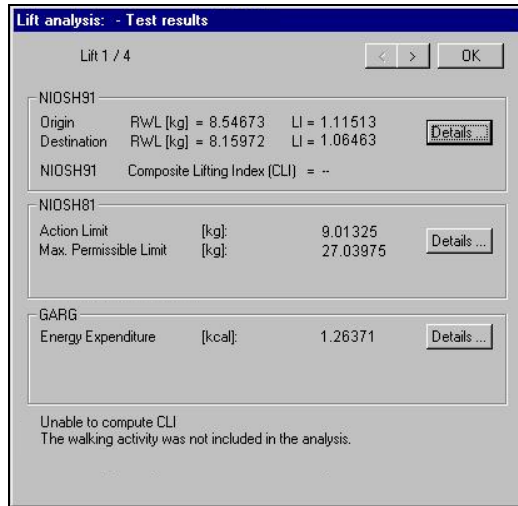 Lift analysis:  - Test results
Lift 1 / 4
< > OK
NIOSH91
Origin RWL [kg] = 8.54673 LI = 1.11513
Details ...
Destination RWL [kg] = 8.15972 LI = 1.06463
NIOSH91 Composite Lifting Index (CLI) = --
NIOSH81
Action Limit [kg]: 9.01325
Details ...
Max. Permissible Limit [kg]: 27.03975
GARG
Energy Expenditure [kcal]: 1.26371 Details ...
Unable to compute CLI
The walking activity was not included in the analysis.